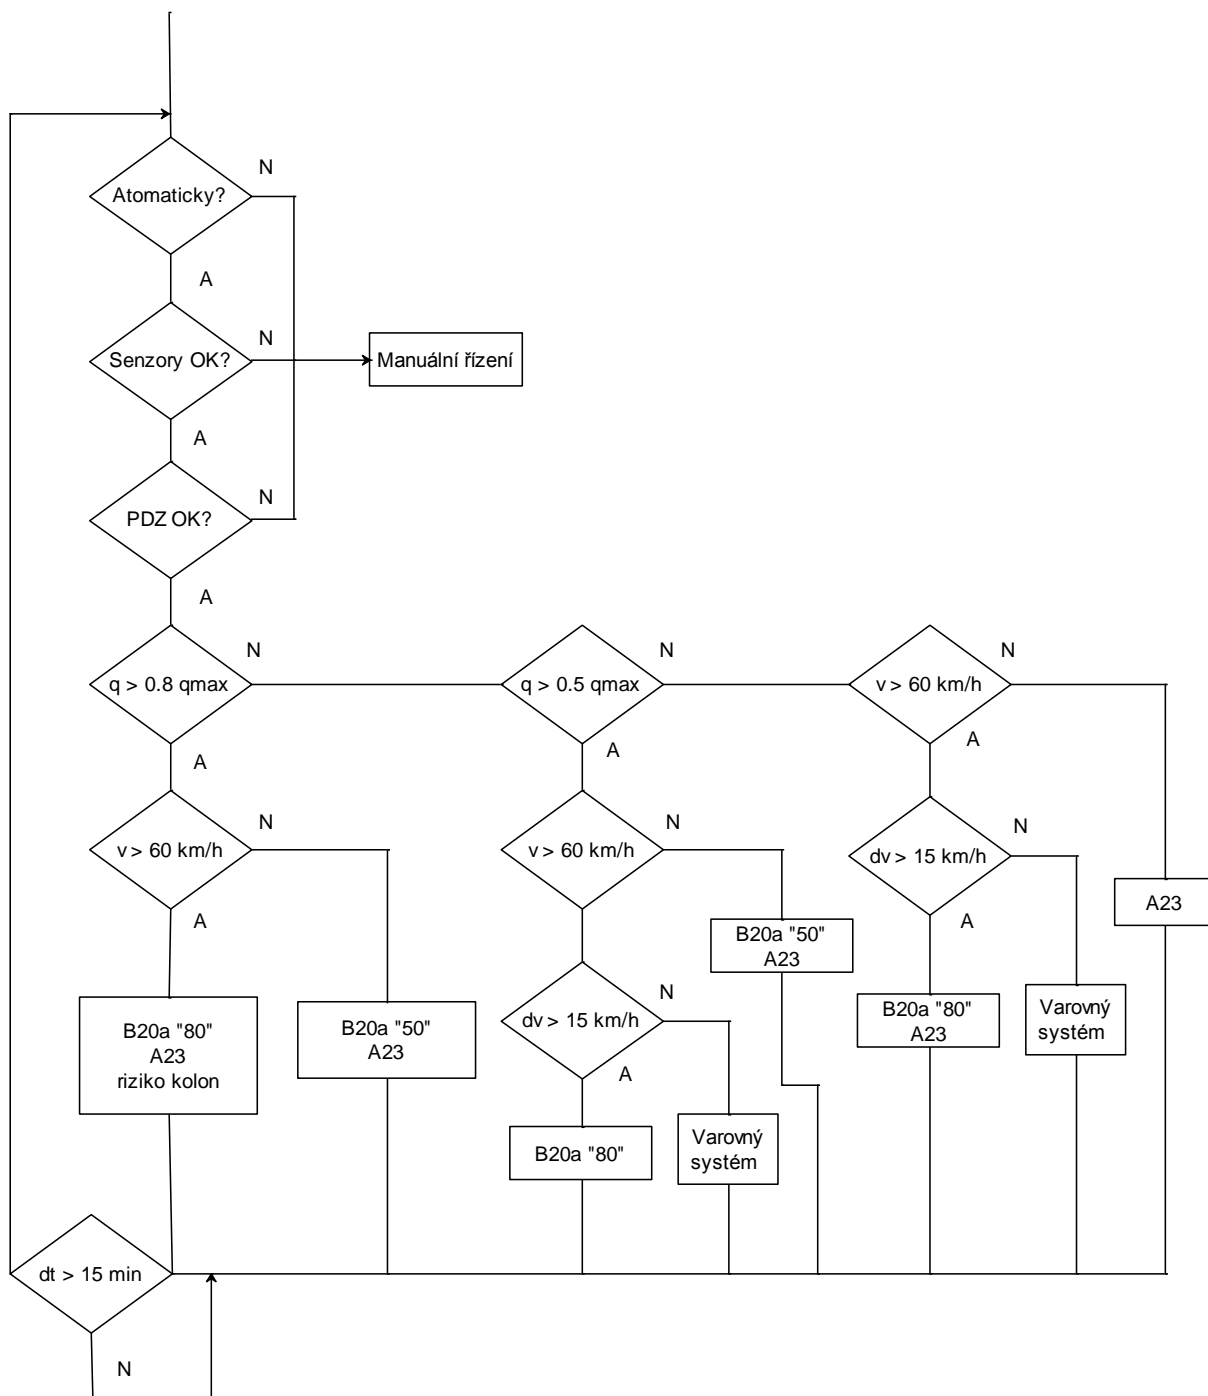 N
Atomaticky?
A
N
Senzory OK?
Manuální řízení
A
N
PDZ OK?
A
N
N
N
q > 0.8 qmax
q > 0.5 qmax
v > 60 km/h
A
A
A
N
N
N
v > 60 km/h
v > 60 km/h
dv > 15 km/h
A23
A
A
B20a "50"
A23
N
B20a "80"
A23
Varovný
systém
B20a "80"
A23
riziko kolon
B20a "50"
A23
dv > 15 km/h
A
B20a "80"
Varovný
systém
dt > 15 min
N